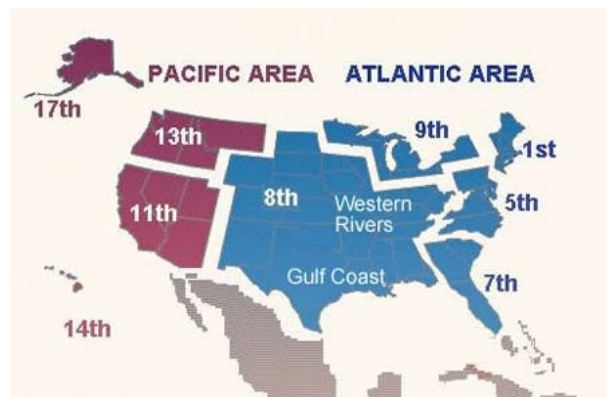 PACIFIC AREA
ATLANTIC AREA
17th
13th
9th
1st
11th
8th
Western
Rivers
5th
Gulf Coast
7th
14th